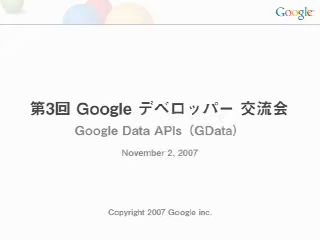 Google
第3回 Google デベロッパー 交流会
Google Data APIs（GData）
November 2, 2007
Copyright 2007 Google inc.